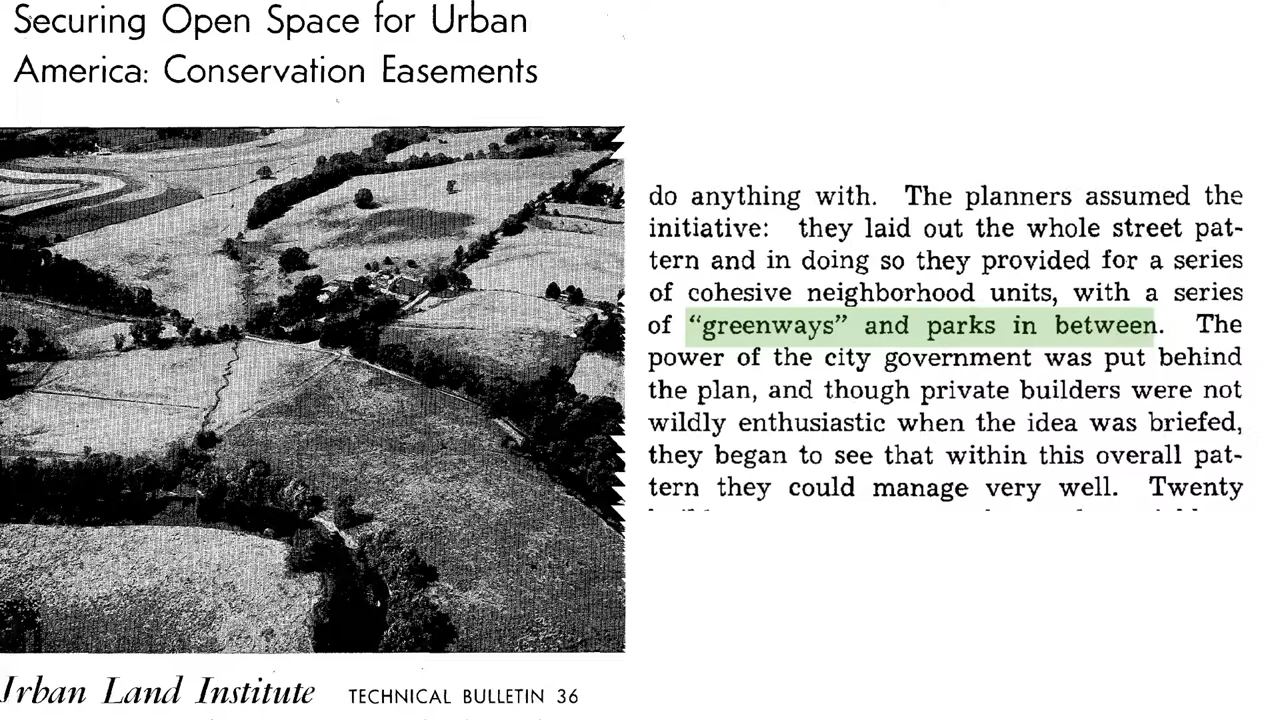 Securing Open Space for Urban
America: Conservation Easements
Urban Land Institute TECHNICAL BULLETIN 36
do anything with. The planners assumed the
initiative: they laid out the whole street pat-
tern and in doing so they provided for a series
of cohesive neighborhood units, with a series
of “greenways” and parks in between. The
power of the city government was put behind
the plan, and though private builders were not
wildly enthusiastic when the idea was briefed,
they began to see that within this overall pat-
tern they could manage very well. Twenty